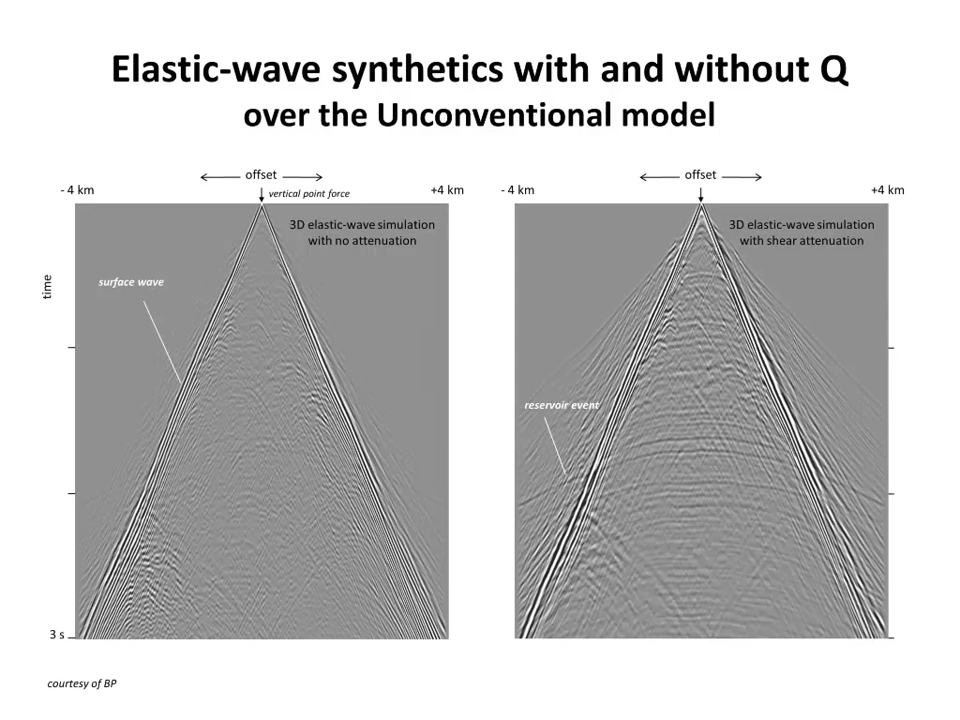 Elastic-wave synthetics with and without Q
over the Unconventional model
offset
- 4 km
vertical point force
+4 km
3D elastic-wave simulation
with no attenuation
surface wave
time
3 s
offset
- 4 km
+4 km
3D elastic-wave simulation
with shear attenuation
reservoir event
courtesy of BP